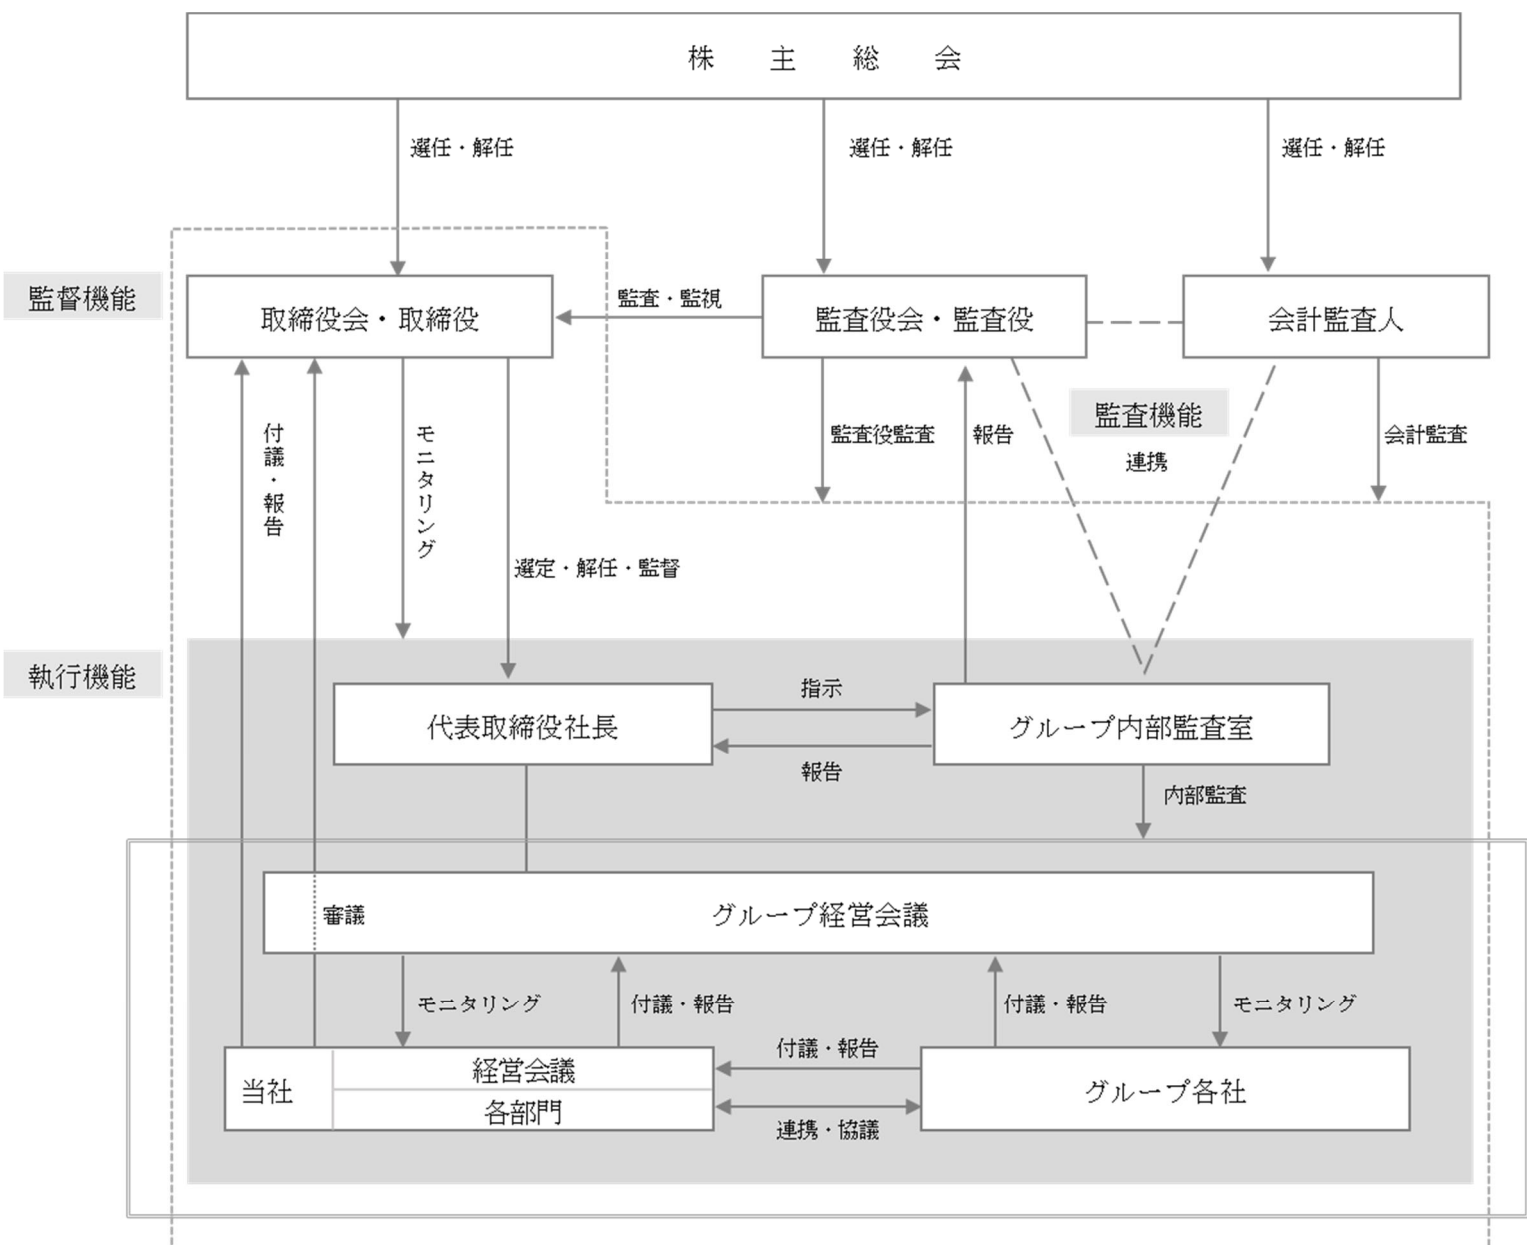 株主総会
選任・解任
選任・解任
選任・解任
監督機能
取締役会・取締役
監査・監視
監査役会・監査役
会計監査人
監査機能
連携
付議・報告
モニタリング
監査役監査
報告
会計監査
選定・解任・監督
執行機能
代表取締役社長
指示
報告
グループ内部監査室
内部監査
審議
グループ経営会議
モニタリング
付議・報告
付議・報告
モニタリング
当社
経営会議
各部門
付議・報告
連携・協議
グループ各社